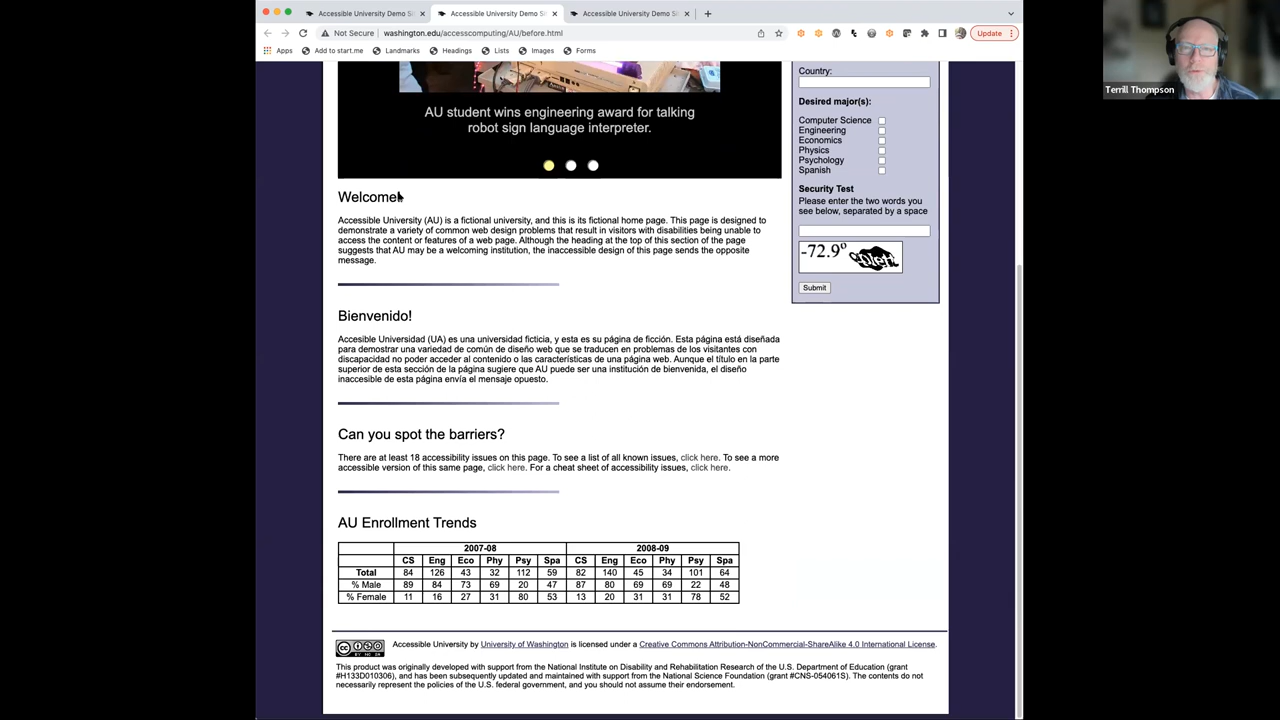 Accessible University Demo Si
Accessible University Demo Si
Accessible University Demo Si
Not Secure
washington.edu/accesscomputing/AU/before.html
Update
Apps
Add to start.me
Landmarks
Headings
Lists
Images
Forms
Terrill Thompson
AU student wins engineering award for talking
robot sign language interpreter.
Country:
Desired major(s):
Computer Science
Engineering
Economics
Physics
Psychology
Spanish
Security Test
Please enter the two words you
see below, separated by a space
-72.9º
Submit
Welcome!
Accessible University (AU) is a fictional university, and this is its fictional home page. This page is designed to
demonstrate a variety of common web design problems that result in visitors with disabilities being unable to
access the content or features of a web page. Although the heading at the top of this section of the page
suggests that AU may be a welcoming institution, the inaccessible design of this page sends the opposite
message.
Bienvenido!
Accesible Universidad (UA) es una universidad ficticia, y esta es su página de ficción. Esta página está diseñada
para demostrar una variedad de común de diseño web que se traducen en problemas de los visitantes con
discapacidad no poder acceder al contenido o las características de una página web. Aunque el título en la parte
superior de esta sección de la página sugiere que AU puede ser una institución de bienvenida, el diseño
inaccesible de esta página envía el mensaje opuesto.
Can you spot the barriers?
There are at least 18 accessibility issues on this page. To see a list of all known issues, click here. To see a more
accessible version of this same page, click here. For a cheat sheet of accessibility issues, click here.
AU Enrollment Trends
2007-08 2008-09
CS Eng Eco Phy Psy Spa CS Eng Eco Phy Psy Spa
Total 84 126 43 32 112 59 82 140 45 34 101 64
% Male 89 84 73 69 20 47 87 80 69 69 22 48
% Female 11 16 27 31 80 53 13 20 31 31 78 52
Accessible University by University of Washington is licensed under a Creative Commons Attribution-NonCommercial-ShareAlike 4.0 International License.
This product was originally developed with support from the National Institute on Disability and Rehabilitation Research of the U.S. Department of Education (grant
#H133D010306), and has been subsequently updated and maintained with support from the National Science Foundation (grant #CNS-054061S). The contents do not
necessarily represent the policies of the U.S. federal government, and you should not assume their endorsement.